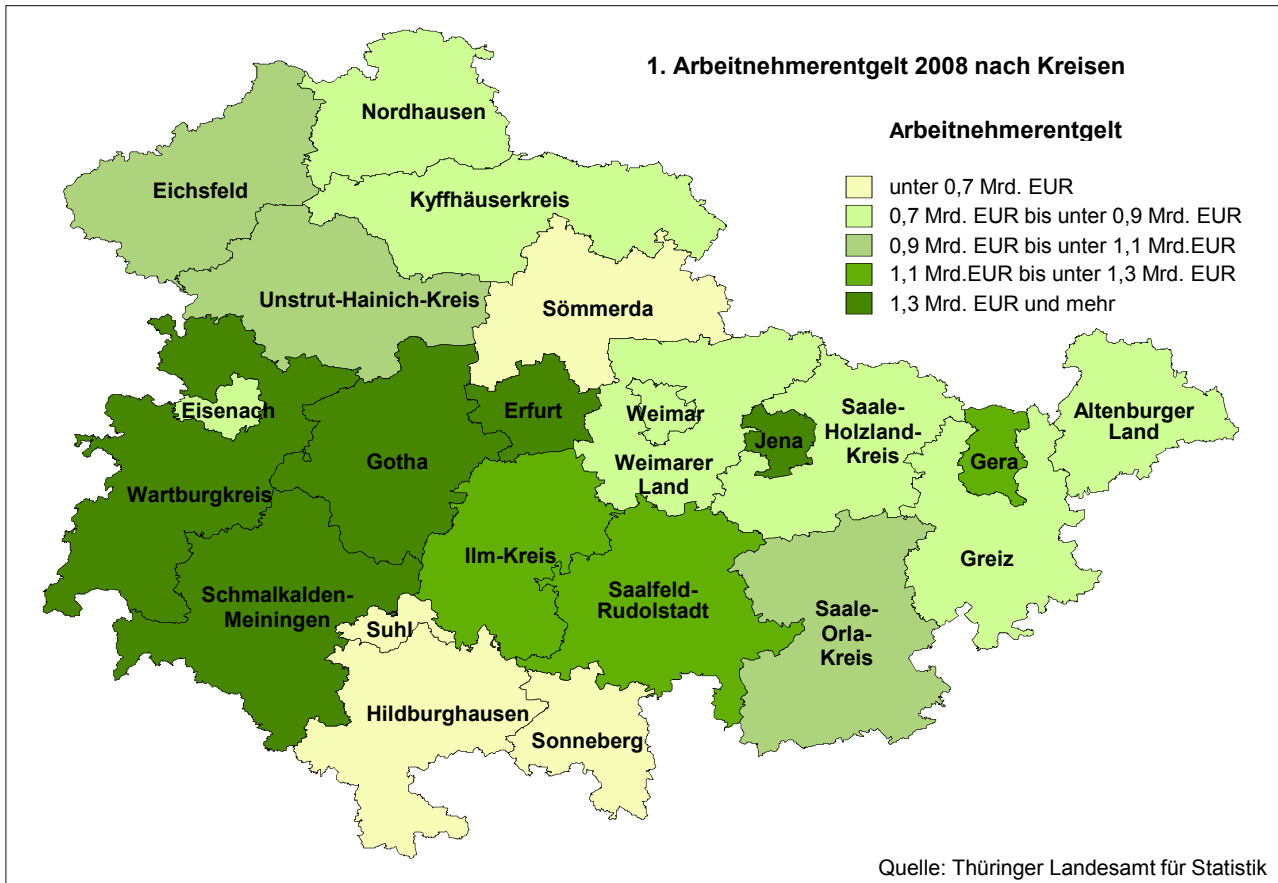 1. Arbeitnehmerentgelt 2008 nach Kreisen
Arbeitnehmerentgelt
unter 0,7 Mrd. EUR
0,7 Mrd. EUR bis unter 0,9 Mrd. EUR
0,9 Mrd. EUR bis unter 1,1 Mrd.EUR
1,1 Mrd.EUR bis unter 1,3 Mrd. EUR
1,3 Mrd. EUR und mehr
Nordhausen
Eichsfeld
Kyffhäuserkreis
Unstrut-Hainich-Kreis
Sömmerda
Eisenach
Erfurt
Weimar
Saale-
Holzland-
Kreis
Altenburger
Land
Jena
Gotha
Weimarer
Land
Gera
Wartburgkreis
Ilm-Kreis
Greiz
Schmalkalden-
Meiningen
Saalfeld-
Rudolstadt
Saale-
Orla-
Kreis
Suhl
Hildburghausen
Sonneberg
Quelle: Thüringer Landesamt für Statistik